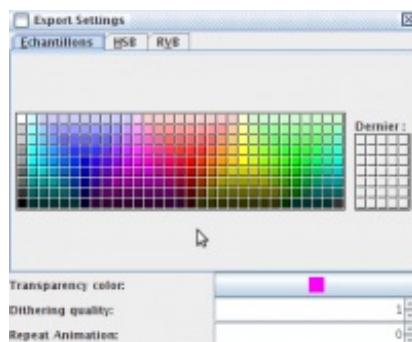 Export Settings
Echantillons HSB RVB
Dernier :
Transparency color:
Dithering quality: 1
Repeat Animation: 0